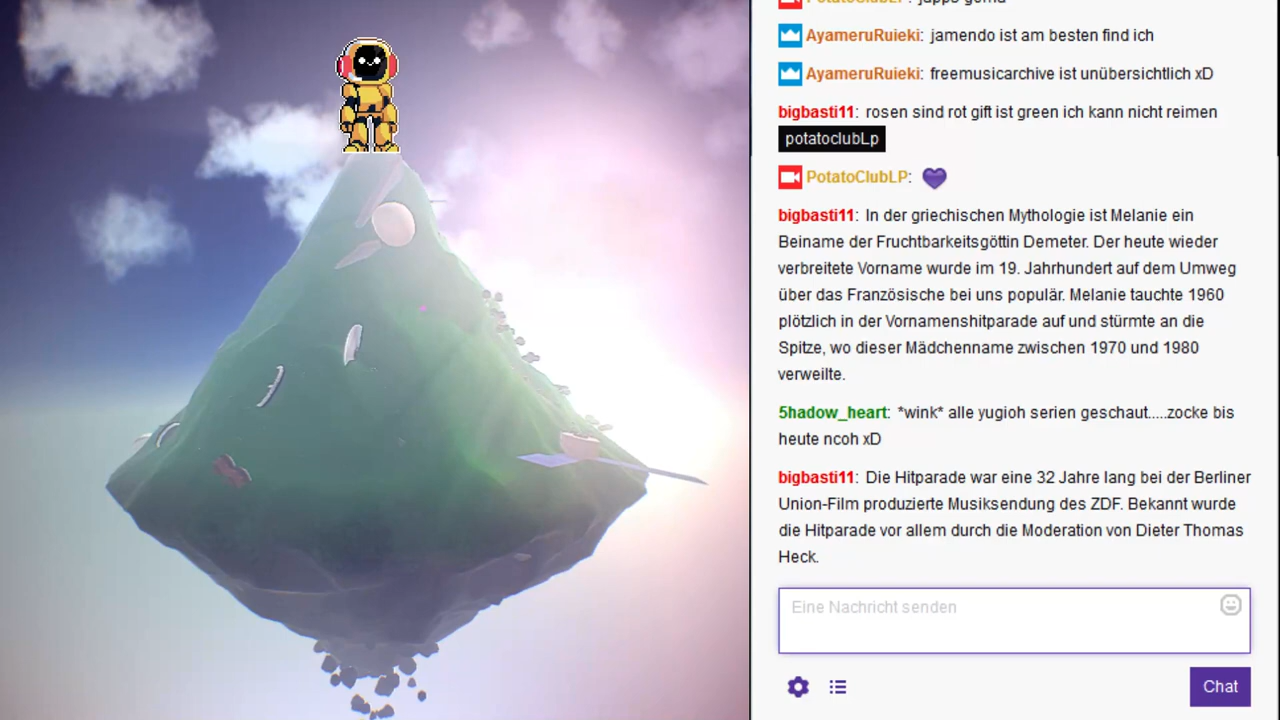 PotatoClubLP: japps gerna
AyameruRuieki: jamendo ist am besten find ich
AyameruRuieki: freemusicarchive ist unübersichtlich xD
bigbasti11: rosen sind rot gift ist green ich kann nicht reimen
potatoclubLp
PotatoClubLP:
bigbasti11: In der griechischen Mythologie ist Melanie ein
Beiname der Fruchtbarkeitsgöttin Demeter. Der heute wieder
verbreitete Vorname wurde im 19. Jahrhundert auf dem Umweg
über das Französische bei uns populär. Melanie tauchte 1960
plötzlich in der Vornamenshitparade auf und stürmte an die
Spitze, wo dieser Mädchenname zwischen 1970 und 1980
verweilte.
5hadow_heart: *wink* alle yugioh serien geschaut.....zocke bis
heute ncoh xD
bigbasti11: Die Hitparade war eine 32 Jahre lang bei der Berliner
Union-Film produzierte Musiksendung des ZDF. Bekannt wurde
die Hitparade vor allem durch die Moderation von Dieter Thomas
Heck.
Eine Nachricht senden
Chat